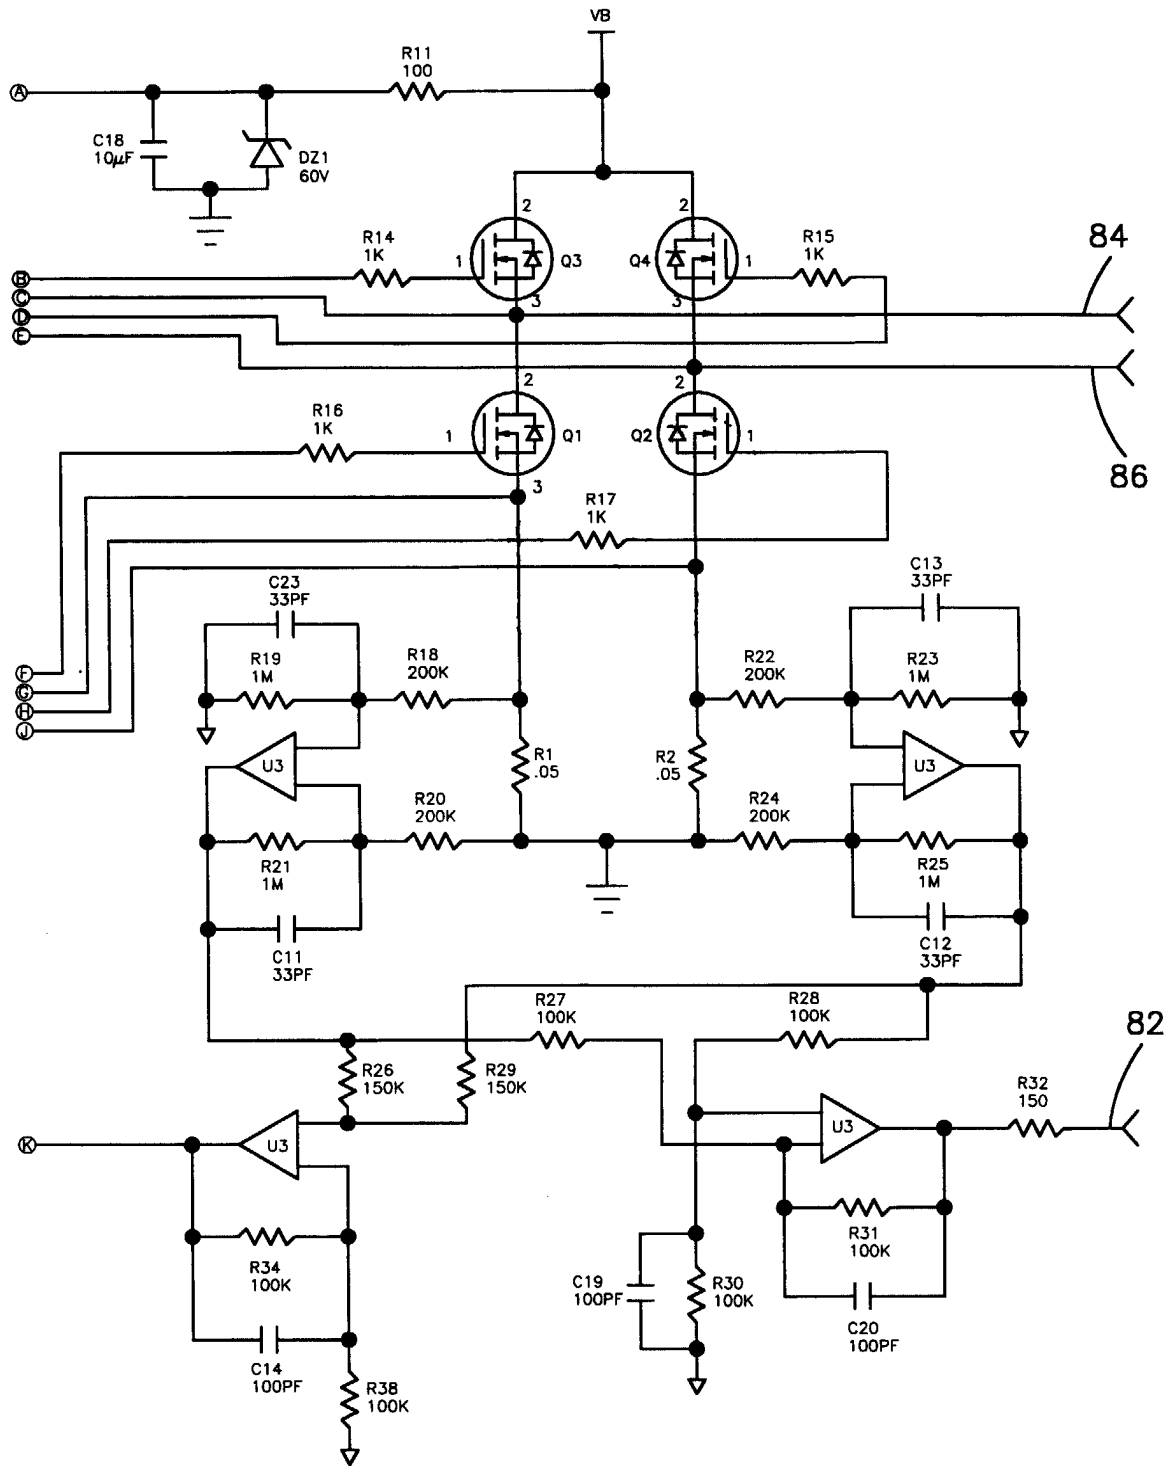 VB
R11
100
A
C18
10µF
DZ1
60V
2
2
R14
1K
R15
1K
84
B
1
Q3
Q4
1
C
3
3
D
E
2
2
R16
1K
1
Q1
Q2
1
86
3
R17
1K
C23
33PF
C13
33PF
F
R19
1M
R18
200K
R22
200K
R23
1M
G
H
J
U3
R1
.05
R2
.05
U3
R20
200K
R24
200K
R21
1M
R25
1M
C11
33PF
C12
33PF
R27
100K
R28
100K
82
R26
150K
R29
150K
R32
150
K
U3
U3
R34
100K
R31
100K
C19
100PF
R30
100K
C20
100PF
C14
100PF
R38
100K